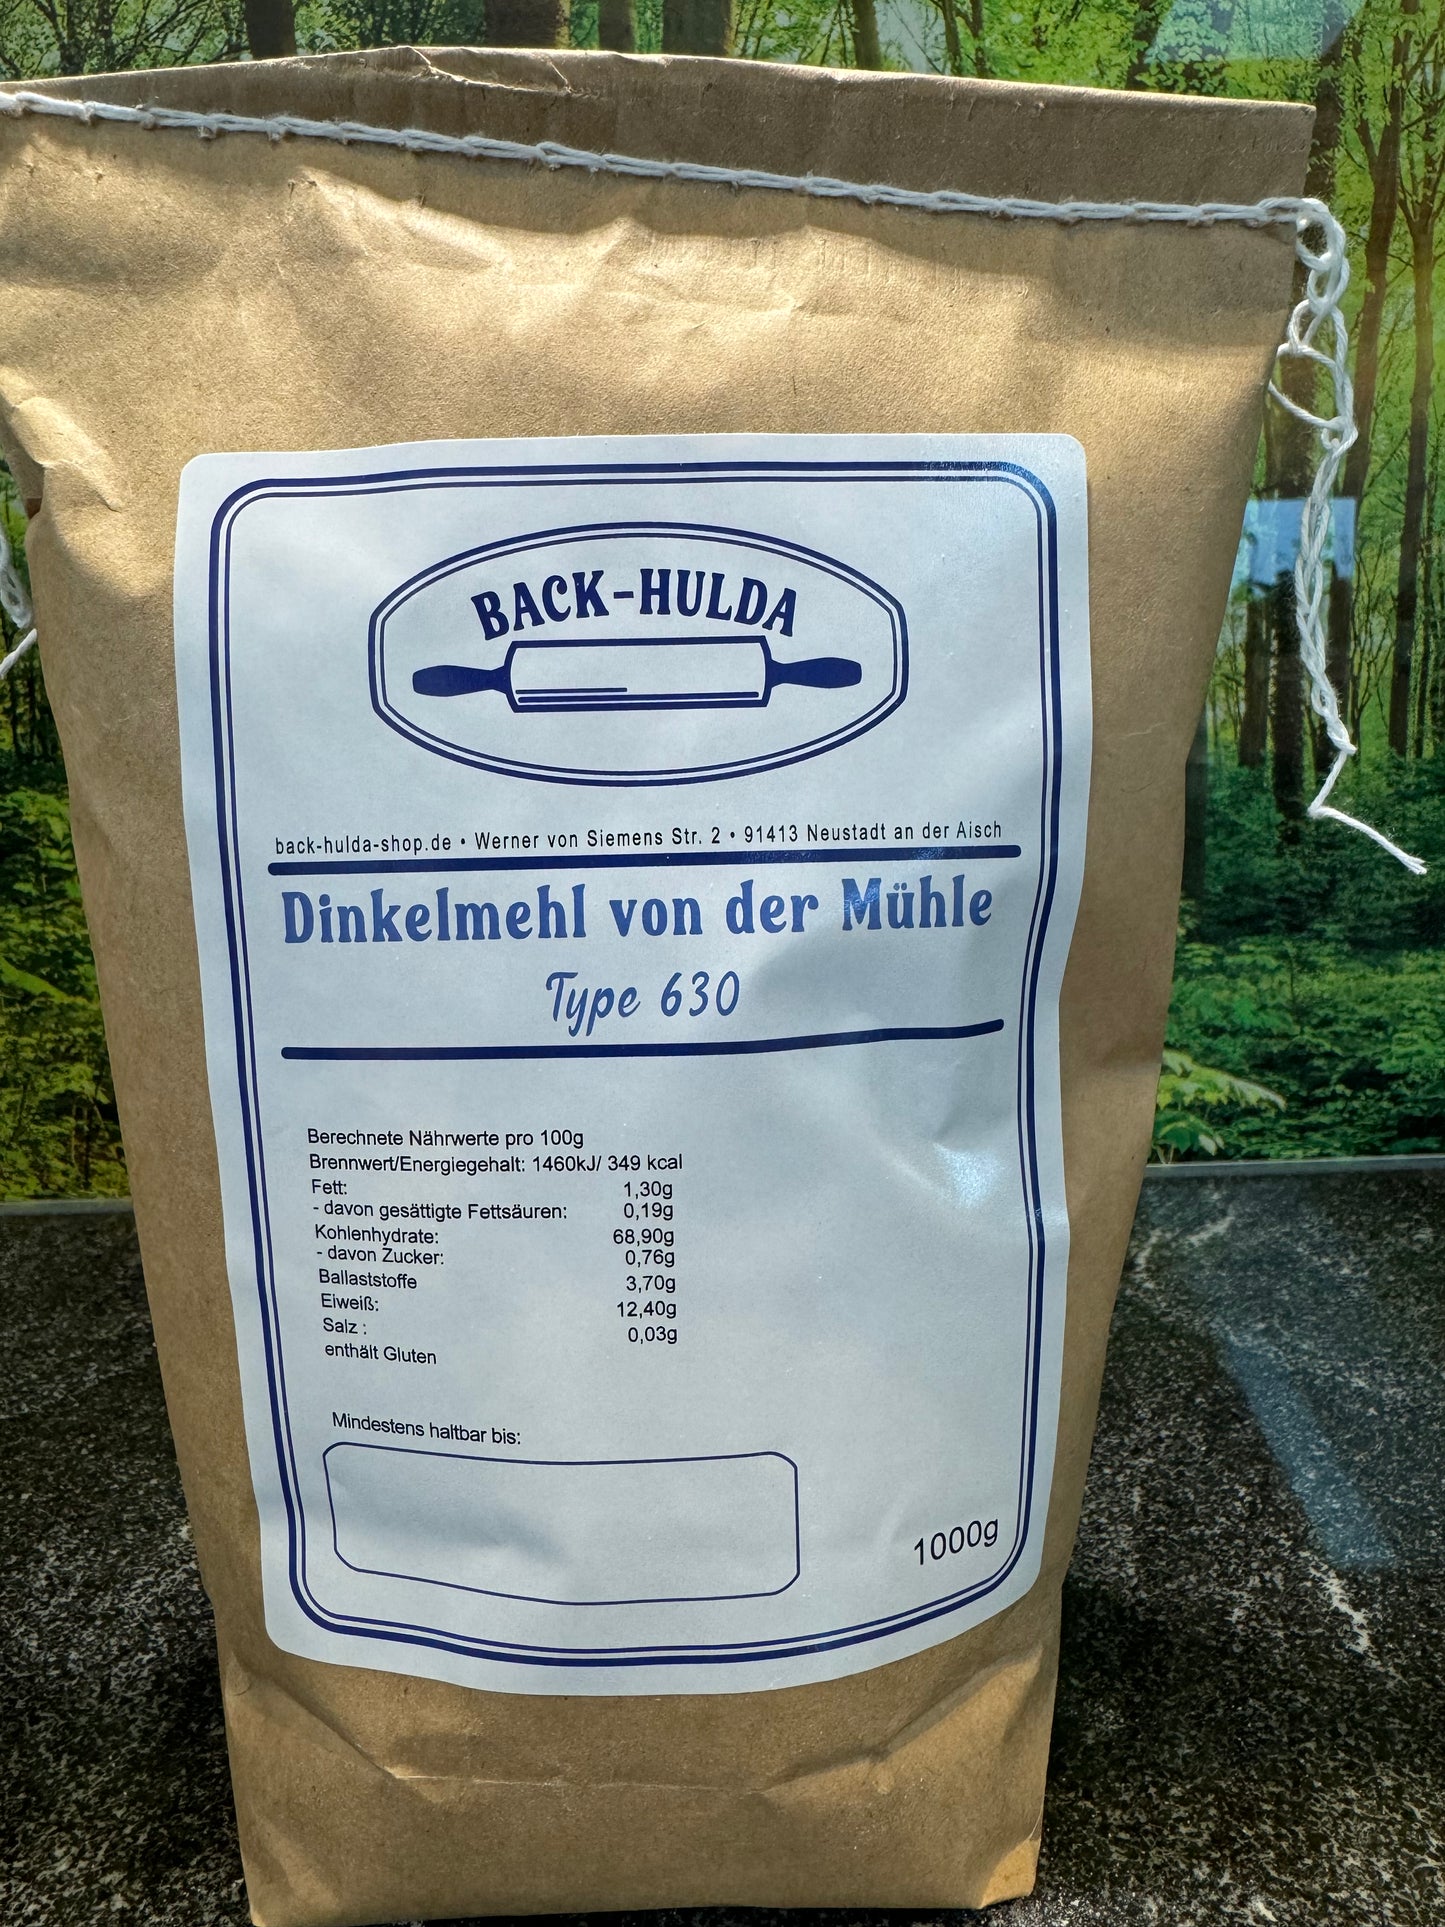 BACK-HULDA
back-hulda-shop.de • Werner von Siemens Str. 2 • 91413 Neustadt an der Aisch
Dinkelmehl von der Mühle
Type 630
Berechnete Nährwerte pro 100g
Brennwert/Energiegehalt: 1460kJ/ 349 kcal
Fett: 1,30g
- davon gesättigte Fettsäuren: 0,19g
Kohlenhydrate: 68,90g
- davon Zucker: 0,76g
Ballaststoffe 3,70g
Eiweiß: 12,40g
Salz : 0,03g
enthält Gluten
Mindestens haltbar bis:
1000g